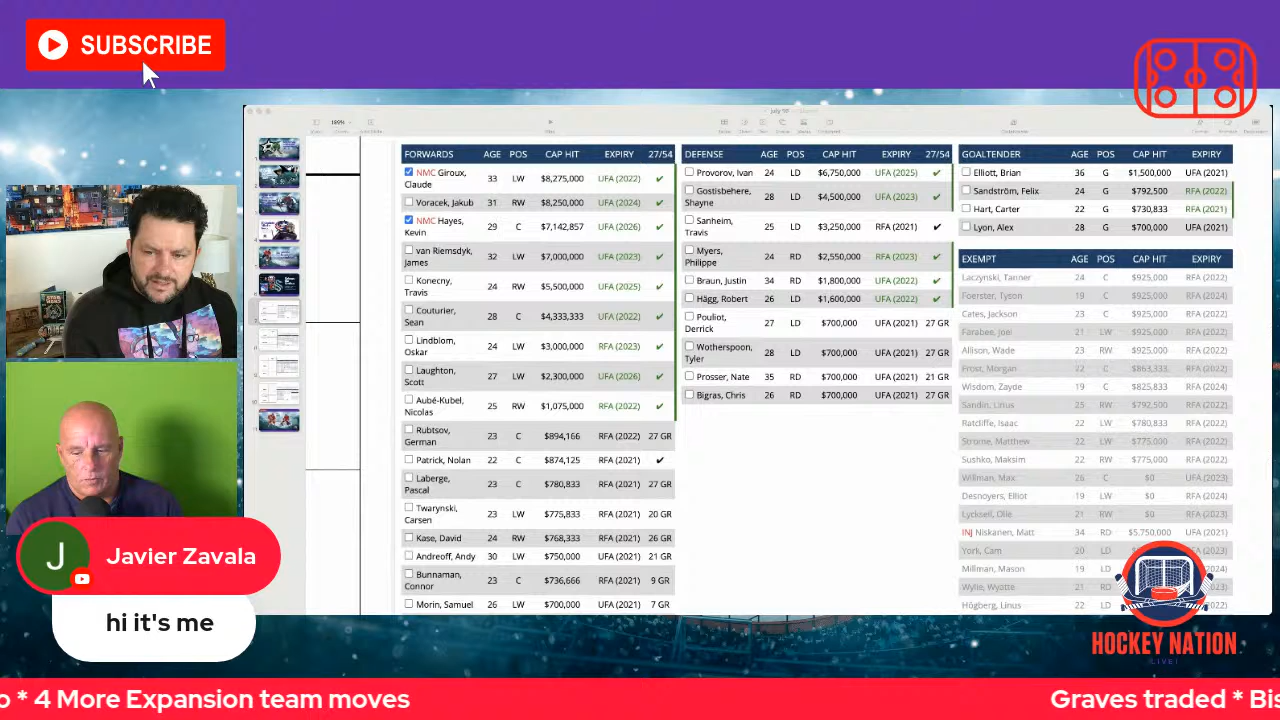 SUBSCRIBE
189%
FORWARDS AGE POS CAP HIT EXPIRY 27/54
NMC Giroux, Claude 33 LW $8,275,000 UFA (2022) ✔
Voracek, Jakub 31 RW $8,250,000 UFA (2024) ✔
NMC Hayes, Kevin 29 C $7,142,857 UFA (2026) ✔
van Riemsdyk, James 32 LW $7,000,000 UFA (2023) ✔
Konecny, Travis 24 RW $5,500,000 UFA (2025) ✔
Couturier, Sean 28 C $4,333,333 UFA (2022) ✔
Lindblom, Oskar 24 LW $3,000,000 RFA (2023) ✔
Laughton, Scott 27 LW $2,300,000 UFA (2026) ✔
Aubé-Kubel, Nicolas 25 RW $1,075,000 RFA (2022) ✔
Rubtsov, German 23 C $894,166 RFA (2022) 27 GR
Patrick, Nolan 22 C $874,125 RFA (2021) ✔
Laberge, Pascal 23 C $780,833 RFA (2021) 27 GR
Twarynski, Carsen 23 LW $775,833 RFA (2021) 20 GR
Kase, David 24 RW $768,333 RFA (2021) 26 GR
Andreoff, Andy 30 LW $750,000 UFA (2021) 21 GR
Bunnaman, Connor 23 C $736,666 RFA (2021) 9 GR
Morin, Samuel 26 LW $700,000 UFA (2021) 7 GR
DEFENSE AGE POS CAP HIT EXPIRY 27/54
Provorov, Ivan 24 LD $6,750,000 UFA (2025) ✔
Gostisbehere, Shayne 28 LD $4,500,000 UFA (2023) ✔
Sanheim, Travis 25 LD $3,250,000 RFA (2021) ✔
Myers, Philippe 24 RD $2,550,000 RFA (2023) ✔
Braun, Justin 34 RD $1,800,000 UFA (2022) ✔
Hägg, Robert 26 LD $1,600,000 UFA (2022) ✔
Pouliot, Derrick 27 LD $700,000 UFA (2021) 27 GR
Wotherspoon, Tyler 28 LD $700,000 UFA (2021) 27 GR
Prosser, Nate 35 RD $700,000 UFA (2021) 21 GR
Bigras, Chris 26 RD $700,000 UFA (2021) 27 GR
GOALTENDER AGE POS CAP HIT EXPIRY
Elliott, Brian 36 G $1,500,000 UFA (2021)
Sandström, Felix 24 G $792,500 RFA (2022)
Hart, Carter 22 G $730,833 RFA (2021)
Lyon, Alex 28 G $700,000 UFA (2021)
EXEMPT AGE POS CAP HIT EXPIRY
Laczynski, Tanner 24 C $925,000 RFA (2022)
Foerster, Tyson 19 C $925,000 RFA (2024)
Cates, Jackson 23 C $925,000 RFA (2022)
Farabee, Joel 21 LW $925,000 RFA (2022)
Allison, Wade 23 RW $925,000 RFA (2022)
Frost, Morgan 22 C $863,333 RFA (2022)
Wisdom, Zayde 19 C $825,833 RFA (2024)
Sandin, Linus 25 RW $792,500 RFA (2022)
Ratcliffe, Isaac 22 LW $780,833 RFA (2022)
Strome, Matthew 22 LW $775,000 RFA (2022)
Sushko, Maksim 22 RW $775,000 RFA (2022)
Willman, Max 26 C $0 UFA (2023)
Desnoyers, Elliot 19 LW $0 RFA (2024)
Lycksell, Olle 21 RW $0 RFA (2024)
INJ Niskanen, Matt 34 RD $5,750,000 UFA (2021)
York, Cam 20 LD
Millman, Mason 20 LD
Wylie, Wyatte 21 RD
Högberg, Linus 22 LD
J Javier Zavala
hi it's me
HOCKEY NATION
LIVE!
o * 4 More Expansion team moves
Graves traded * Bis